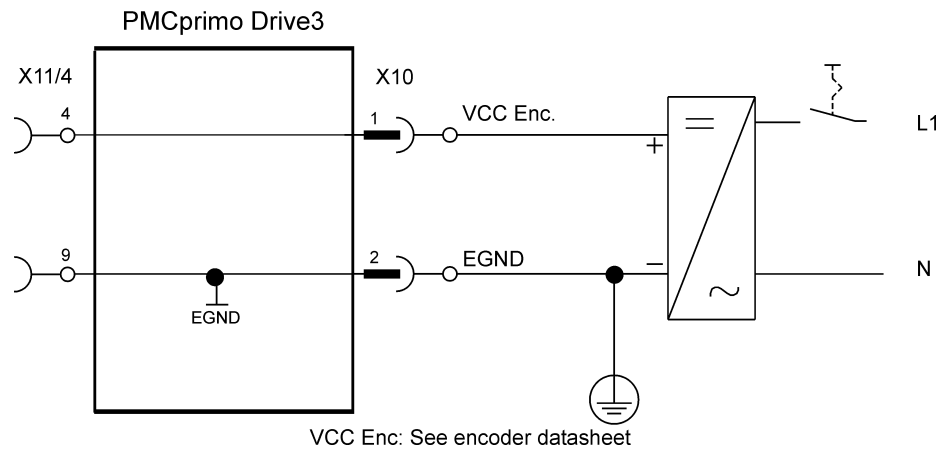 PMCprimo Drive3
X11/4
X10
4
1
VCC Enc.
L1
+
9
2
EGND
−
N
EGND
VCC Enc: See encoder datasheet